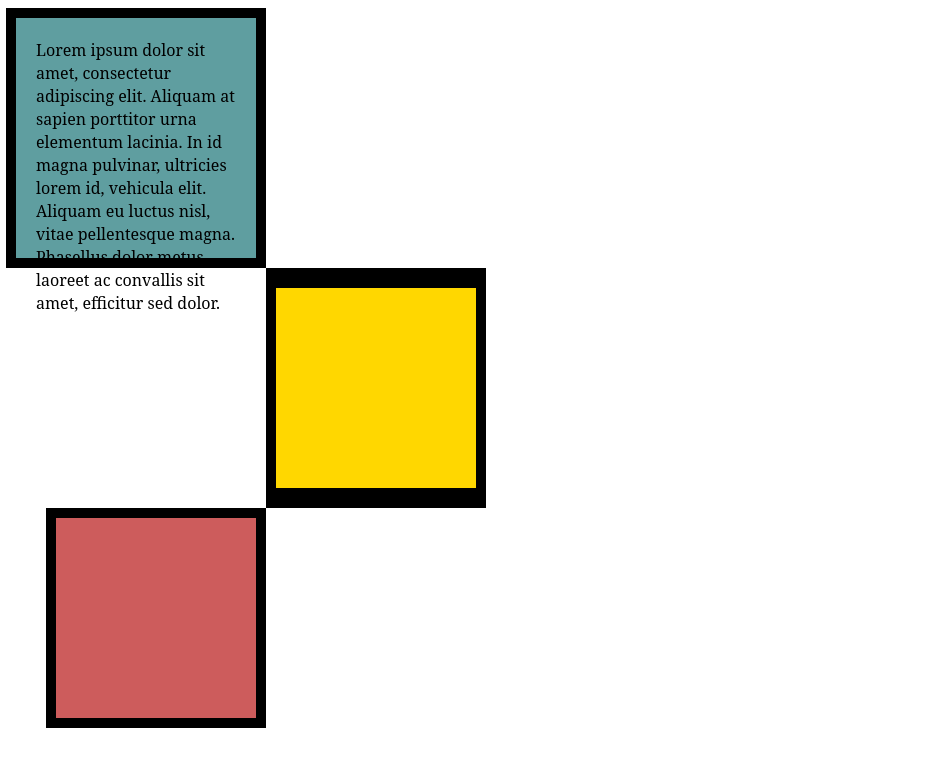 Lorem ipsum dolor sit
amet, consectetur
adipiscing elit. Aliquam at
sapien porttitor urna
elementum lacinia. In id
magna pulvinar, ultricies
lorem id, vehicula elit.
Aliquam eu luctus nisl,
vitae pellentesque magna.
Phasellus dolor metus
laoreet ac convallis sit
amet, efficitur sed dolor.